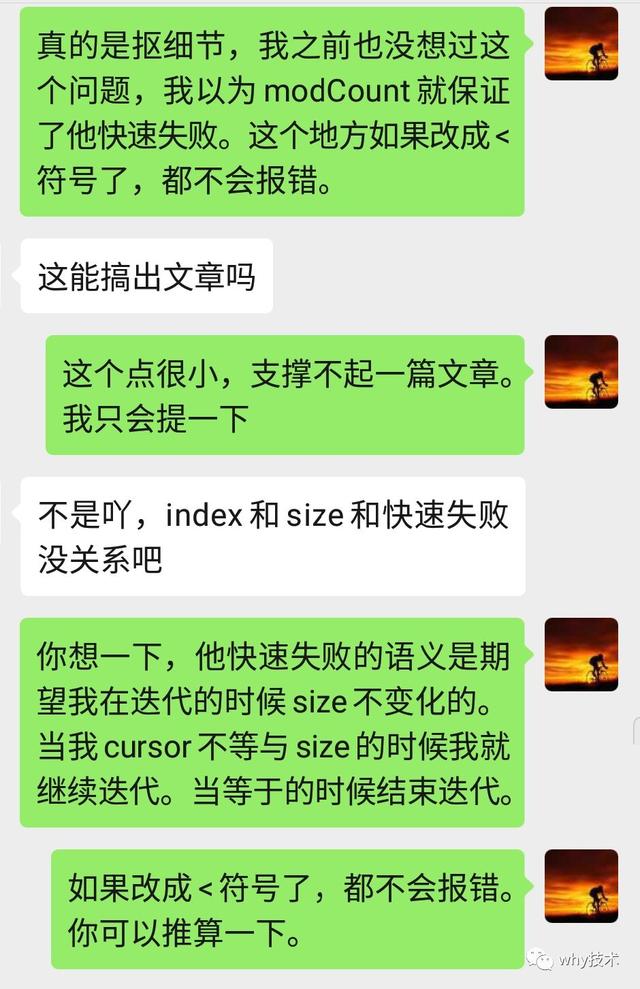 真的是抠细节，我之前也没想过这
个问题，我以为 modCount 就保证
了他快速失败。这个地方如果改成 <
符号了，都不会报错。
这能搞出文章吗
这个点很小，支撑不起一篇文章。
我只会提一下
不是吖，index 和 size 和快速失败
没关系吧
你想一下，他快速失败的语义是期
望我在迭代的时候 size 不变化的。
当我 cursor 不等与 size 的时候我就
继续迭代。当等于的时候结束迭代。
如果改成 < 符号了，都不会报错。
你可以推算一下。
why技术